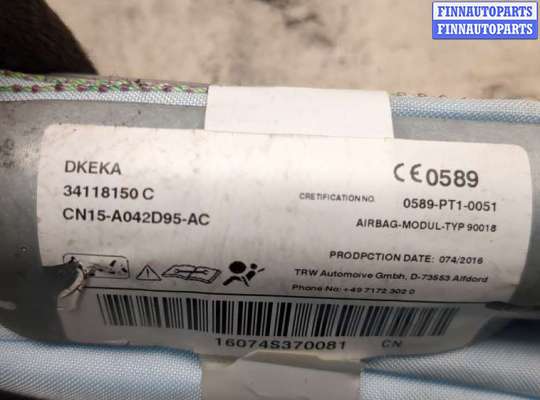 FINNAUTOPARTS
FINNAUTOPARTS
DKEKA
34118150 C
CN15-A042D95-AC
CE0589
CRETIFICATION NO. 0589-PT1-0051
AIRBAG-MODUL-TYP 90018
PRODPCTION DATE: 074/2016
TRW Automoive Gmbh, D-73553 Alfdord
Phone No: +49 7172 302 0
16074S370081 CN